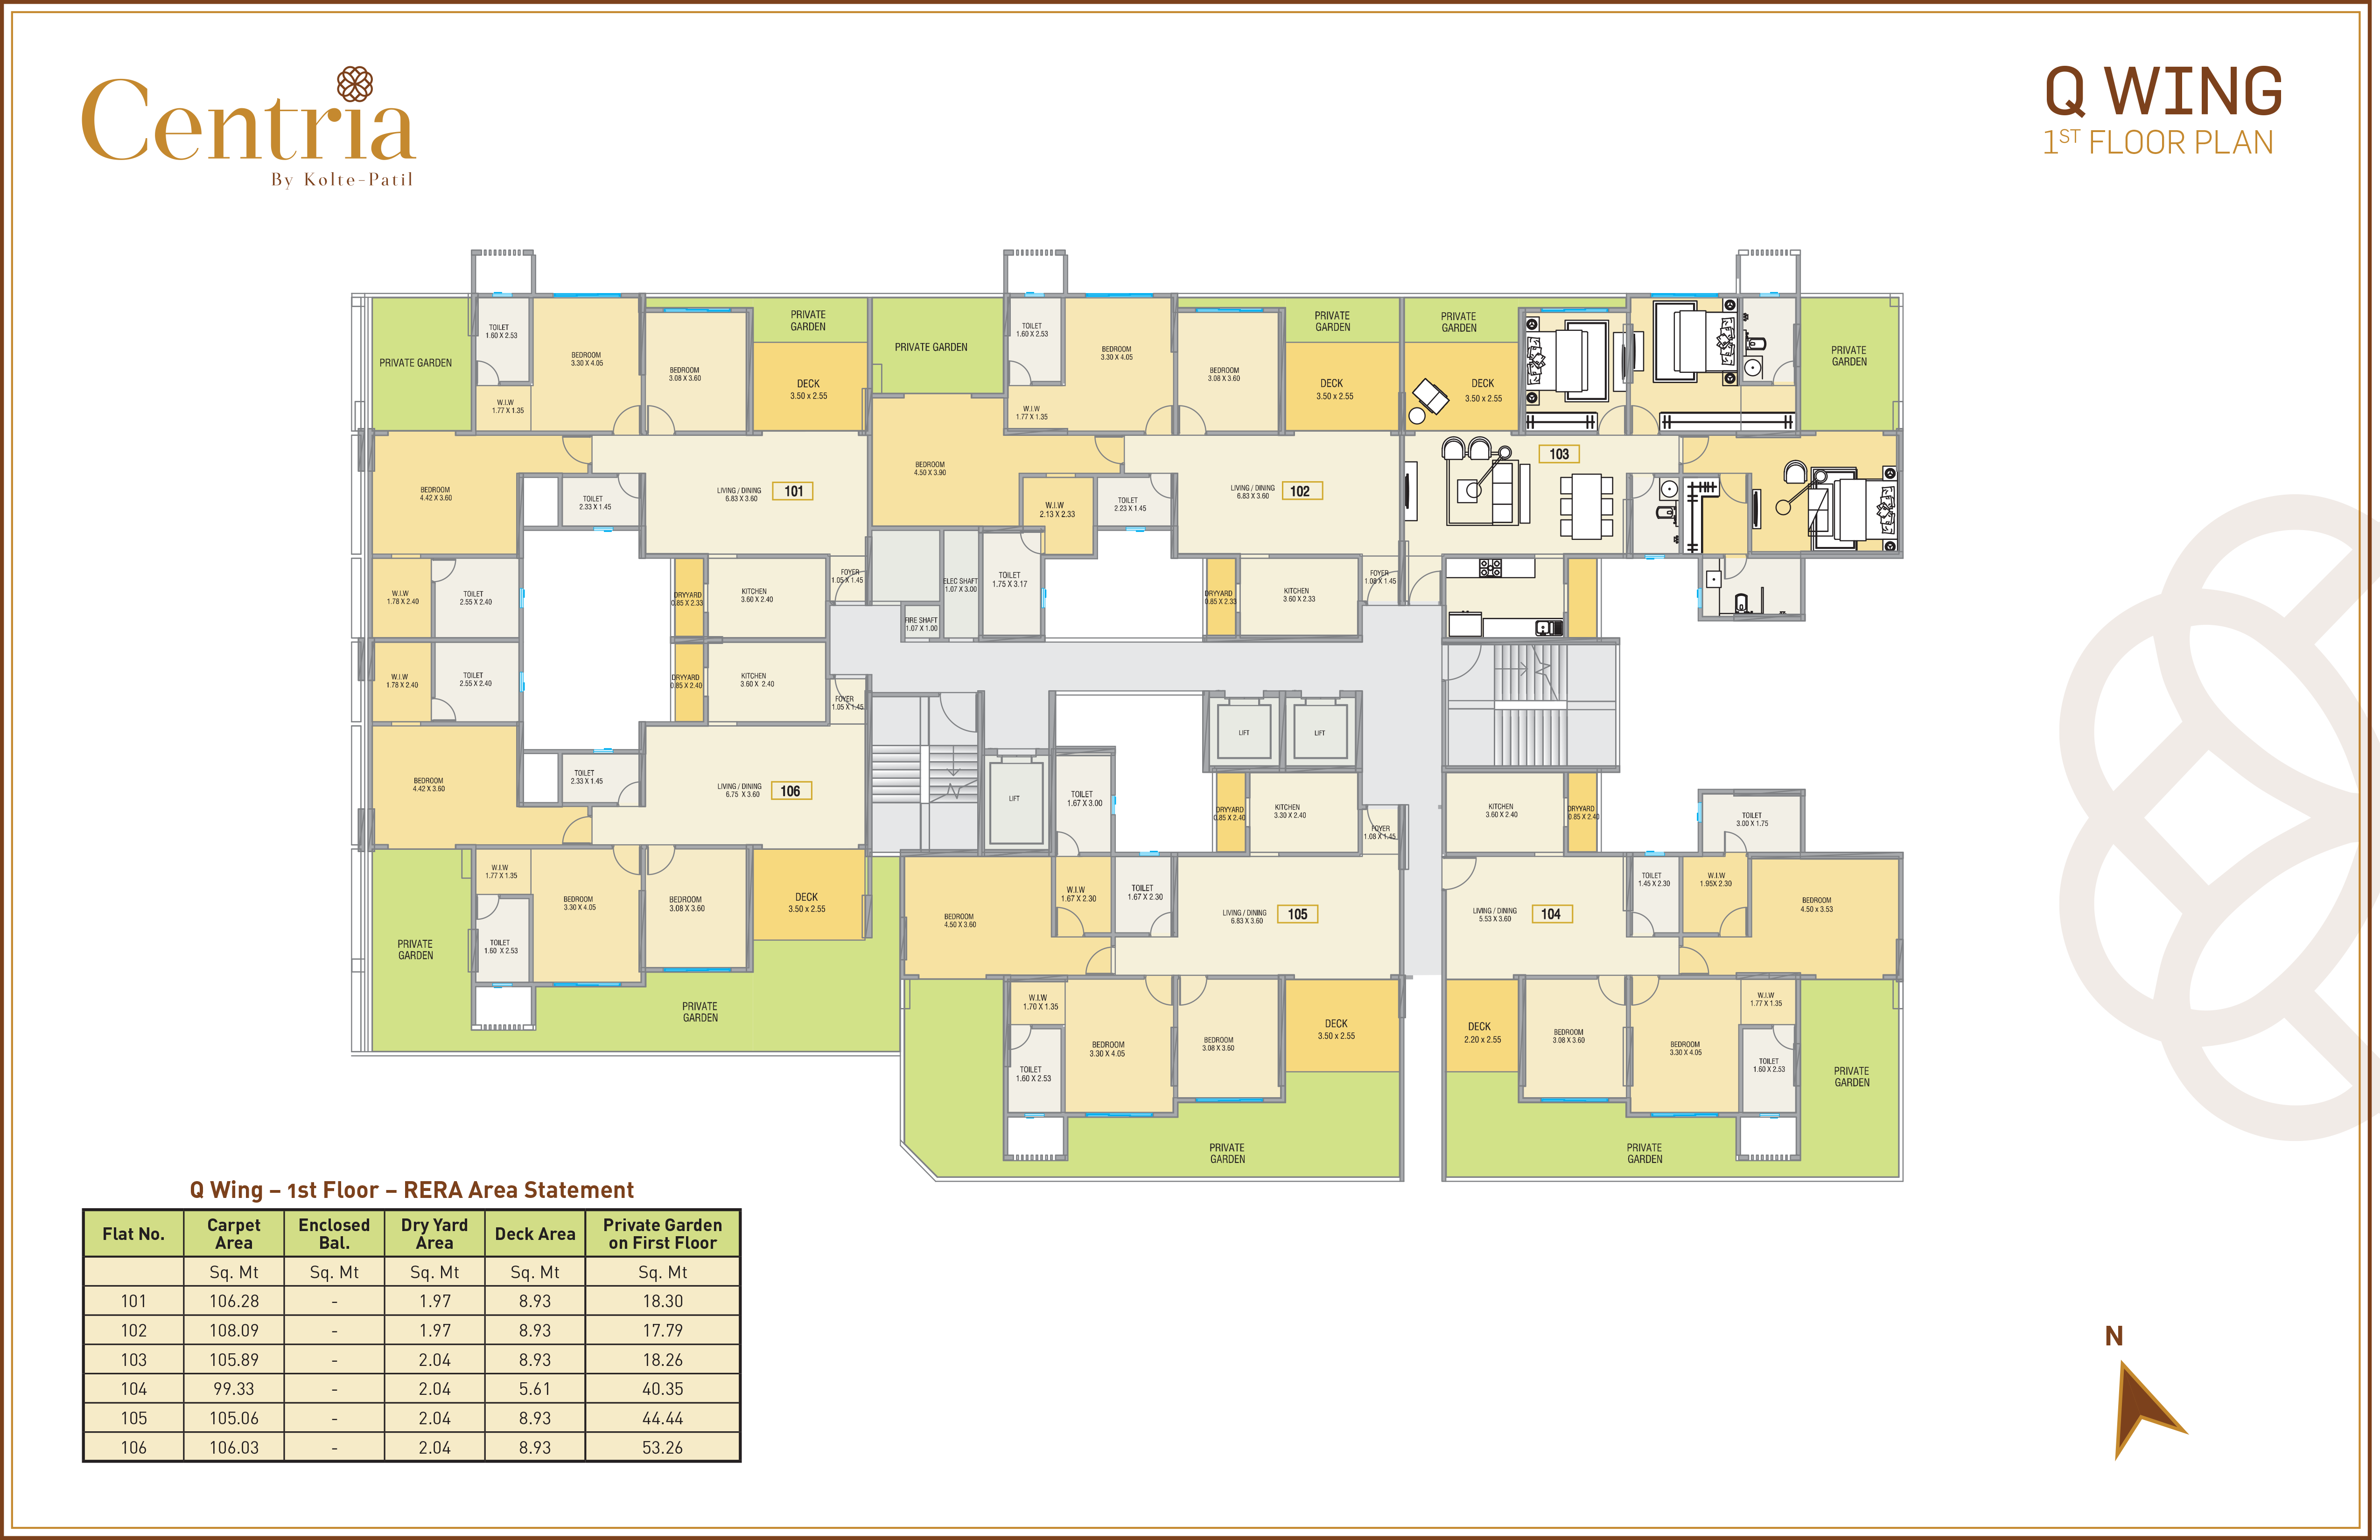 Centria
By Kolte-Patil
Q WING
1ST FLOOR PLAN
PRIVATE GARDEN
TOILET
1.60 X 2.53
W.I.W
1.77 X 1.35
BEDROOM
3.30 X 4.05
BEDROOM
3.08 X 3.60
PRIVATE
GARDEN
DECK
3.50 x 2.55
PRIVATE GARDEN
TOILET
1.60 X 2.53
W.I.W
1.77 X 1.35
BEDROOM
3.30 X 4.05
BEDROOM
3.08 X 3.60
PRIVATE
GARDEN
DECK
3.50 x 2.55
PRIVATE
GARDEN
DECK
3.50 x 2.55
PRIVATE
GARDEN
BEDROOM
4.42 X 3.60
TOILET
2.33 X 1.45
LIVING / DINING
6.83 X 3.60
101
BEDROOM
4.50 X 3.90
W.I.W
2.13 X 2.33
TOILET
2.23 X 1.45
LIVING / DINING
6.83 X 3.60
102
103
W.I.W
1.78 X 2.40
TOILET
2.55 X 2.40
DRYYARD
0.85 X 2.33
KITCHEN
3.60 X 2.40
FOYER
1.05 X 1.45
FIRE SHAFT
1.07 X 1.00
ELEC SHAFT
1.07 X 3.00
TOILET
1.75 X 3.17
DRYYARD
0.85 X 2.33
KITCHEN
3.60 X 2.33
FOYER
1.08 X 1.45
W.I.W
1.78 X 2.40
TOILET
2.55 X 2.40
DRYYARD
0.85 X 2.40
KITCHEN
3.60 X 2.40
FOYER
1.05 X 1.45
LIFT
LIFT
LIFT
BEDROOM
4.42 X 3.60
TOILET
2.33 X 1.45
LIVING / DINING
6.75 X 3.60
106
TOILET
1.67 X 3.00
DRYYARD
0.85 X 2.40
KITCHEN
3.30 X 2.40
FOYER
1.08 X 1.45
KITCHEN
3.60 X 2.40
DRYYARD
0.85 X 2.40
TOILET
3.00 X 1.75
PRIVATE
GARDEN
W.I.W
1.77 X 1.35
TOILET
1.60 X 2.53
BEDROOM
3.30 X 4.05
BEDROOM
3.08 X 3.60
DECK
3.50 x 2.55
PRIVATE
GARDEN
BEDROOM
4.50 X 3.60
W.I.W
1.67 X 2.30
TOILET
1.67 X 2.30
LIVING / DINING
6.83 X 3.60
105
LIVING / DINING
5.53 X 3.60
104
TOILET
1.45 X 2.30
W.I.W
1.95X 2.30
BEDROOM
4.50 x 3.53
W.I.W
1.70 X 1.35
TOILET
1.60 X 2.53
BEDROOM
3.30 X 4.05
BEDROOM
3.08 X 3.60
DECK
3.50 x 2.55
PRIVATE
GARDEN
DECK
2.20 x 2.55
BEDROOM
3.08 X 3.60
BEDROOM
3.30 X 4.05
W.I.W
1.77 X 1.35
TOILET
1.60 X 2.53
PRIVATE
GARDEN
PRIVATE
GARDEN
Q Wing – 1st Floor – RERA Area Statement
Flat No. Carpet Area Enclosed Bal. Dry Yard Area Deck Area Private Garden on First Floor
Sq. Mt Sq. Mt Sq. Mt Sq. Mt Sq. Mt
101 106.28 - 1.97 8.93 18.30
102 108.09 - 1.97 8.93 17.79
103 105.89 - 2.04 8.93 18.26
104 99.33 - 2.04 5.61 40.35
105 105.06 - 2.04 8.93 44.44
106 106.03 - 2.04 8.93 53.26
N